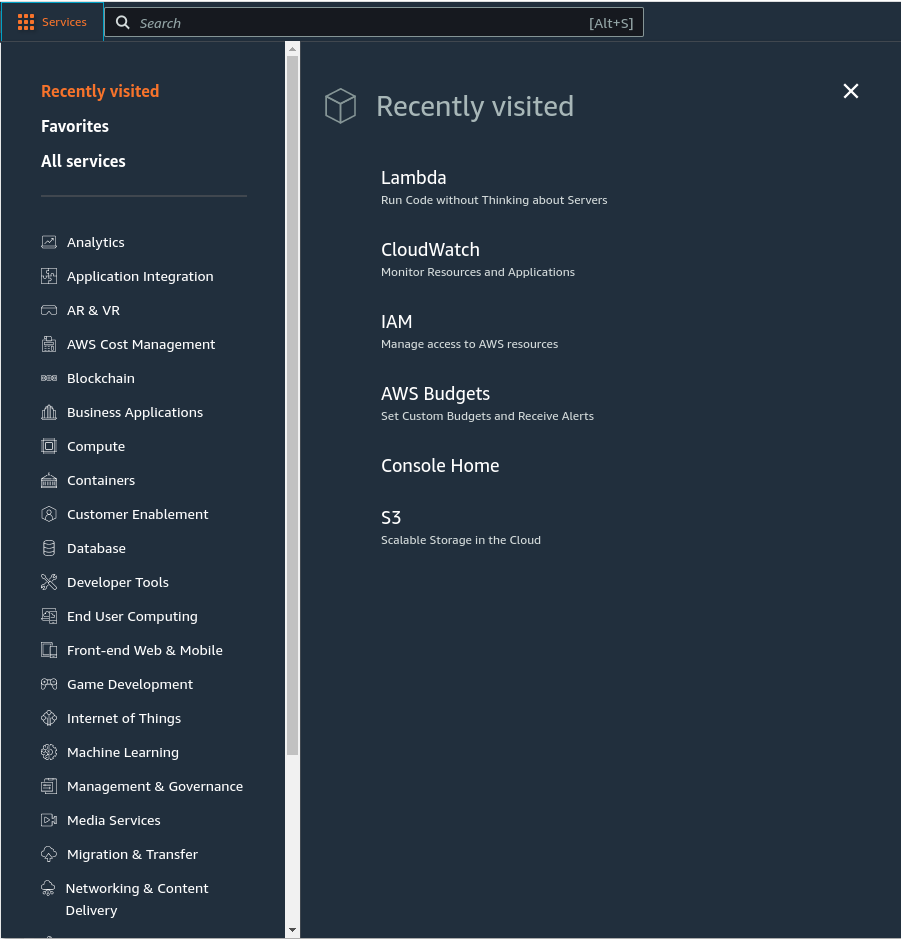 Services
Search
[Alt+S]
Recently visited
Favorites
All services
Analytics
Application Integration
AR & VR
AWS Cost Management
Blockchain
Business Applications
Compute
Containers
Customer Enablement
Database
Developer Tools
End User Computing
Front-end Web & Mobile
Game Development
Internet of Things
Machine Learning
Management & Governance
Media Services
Migration & Transfer
Networking & Content
Delivery
Recently visited
Lambda
Run Code without Thinking about Servers
CloudWatch
Monitor Resources and Applications
IAM
Manage access to AWS resources
AWS Budgets
Set Custom Budgets and Receive Alerts
Console Home
S3
Scalable Storage in the Cloud